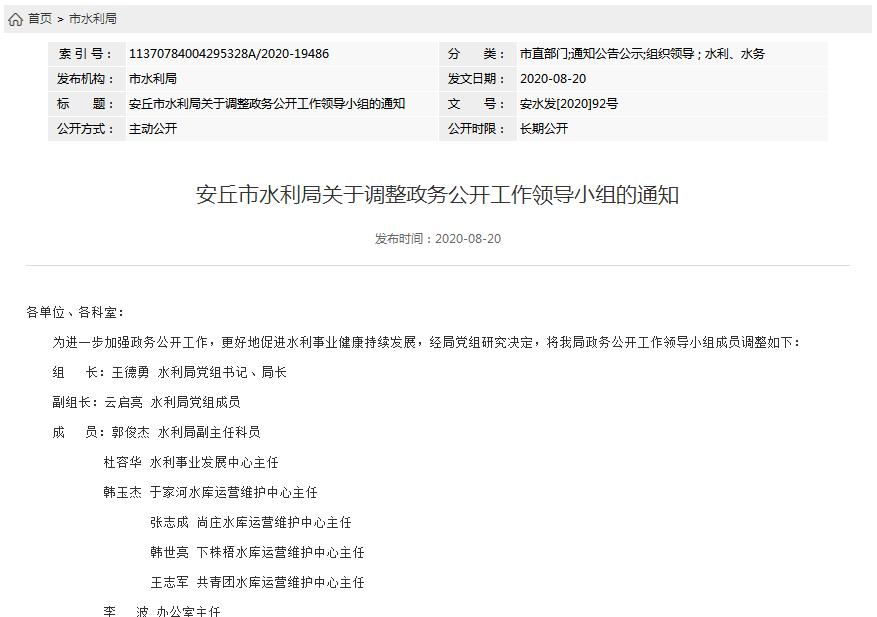 首页 > 市水利局
索 引 号： 11370784004295328A/2020-19486 分 类： 市直部门;通知公告公示;组织领导 ; 水利、水务
发布机构： 市水利局 发文日期： 2020-08-20
标 题： 安丘市水利局关于调整政务公开工作领导小组的通知 文 号： 安水发[2020]92号
公开方式： 主动公开 公开时限： 长期公开
安丘市水利局关于调整政务公开工作领导小组的通知
发布时间：2020-08-20
各单位、各科室：
为进一步加强政务公开工作，更好地促进水利事业健康持续发展，经局党组研究决定，将我局政务公开工作领导小组成员调整如下：
组 长：王德勇 水利局党组书记、局长
副组长：云启亮 水利局党组成员
成 员：郭俊杰 水利局副主任科员
杜容华 水利事业发展中心主任
韩玉杰 于家河水库运营维护中心主任
张志成 尚庄水库运营维护中心主任
韩世亮 下株梧水库运营维护中心主任
王志军 共青团水库运营维护中心主任
李 波 办公室主任